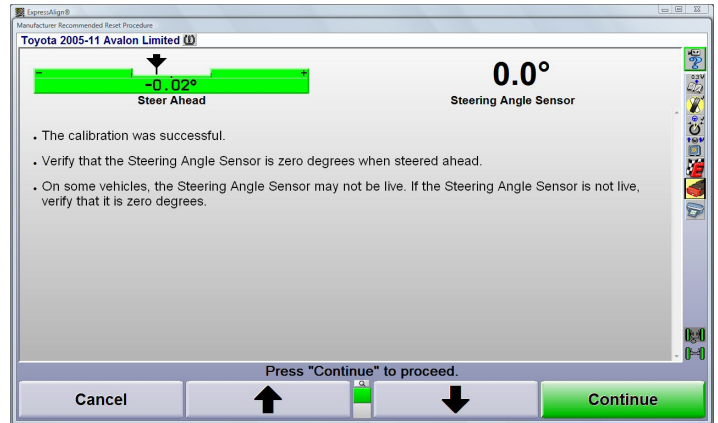 ExpressAlign®
Manufacturer Recommended Reset Procedure
Toyota 2005-11 Avalon Limited
- +
-0.02°
Steer Ahead
0.0°
Steering Angle Sensor
• The calibration was successful.
• Verify that the Steering Angle Sensor is zero degrees when steered ahead.
• On some vehicles, the Steering Angle Sensor may not be live. If the Steering Angle Sensor is not live,
verify that it is zero degrees.
Press "Continue" to proceed.
Cancel
Continue